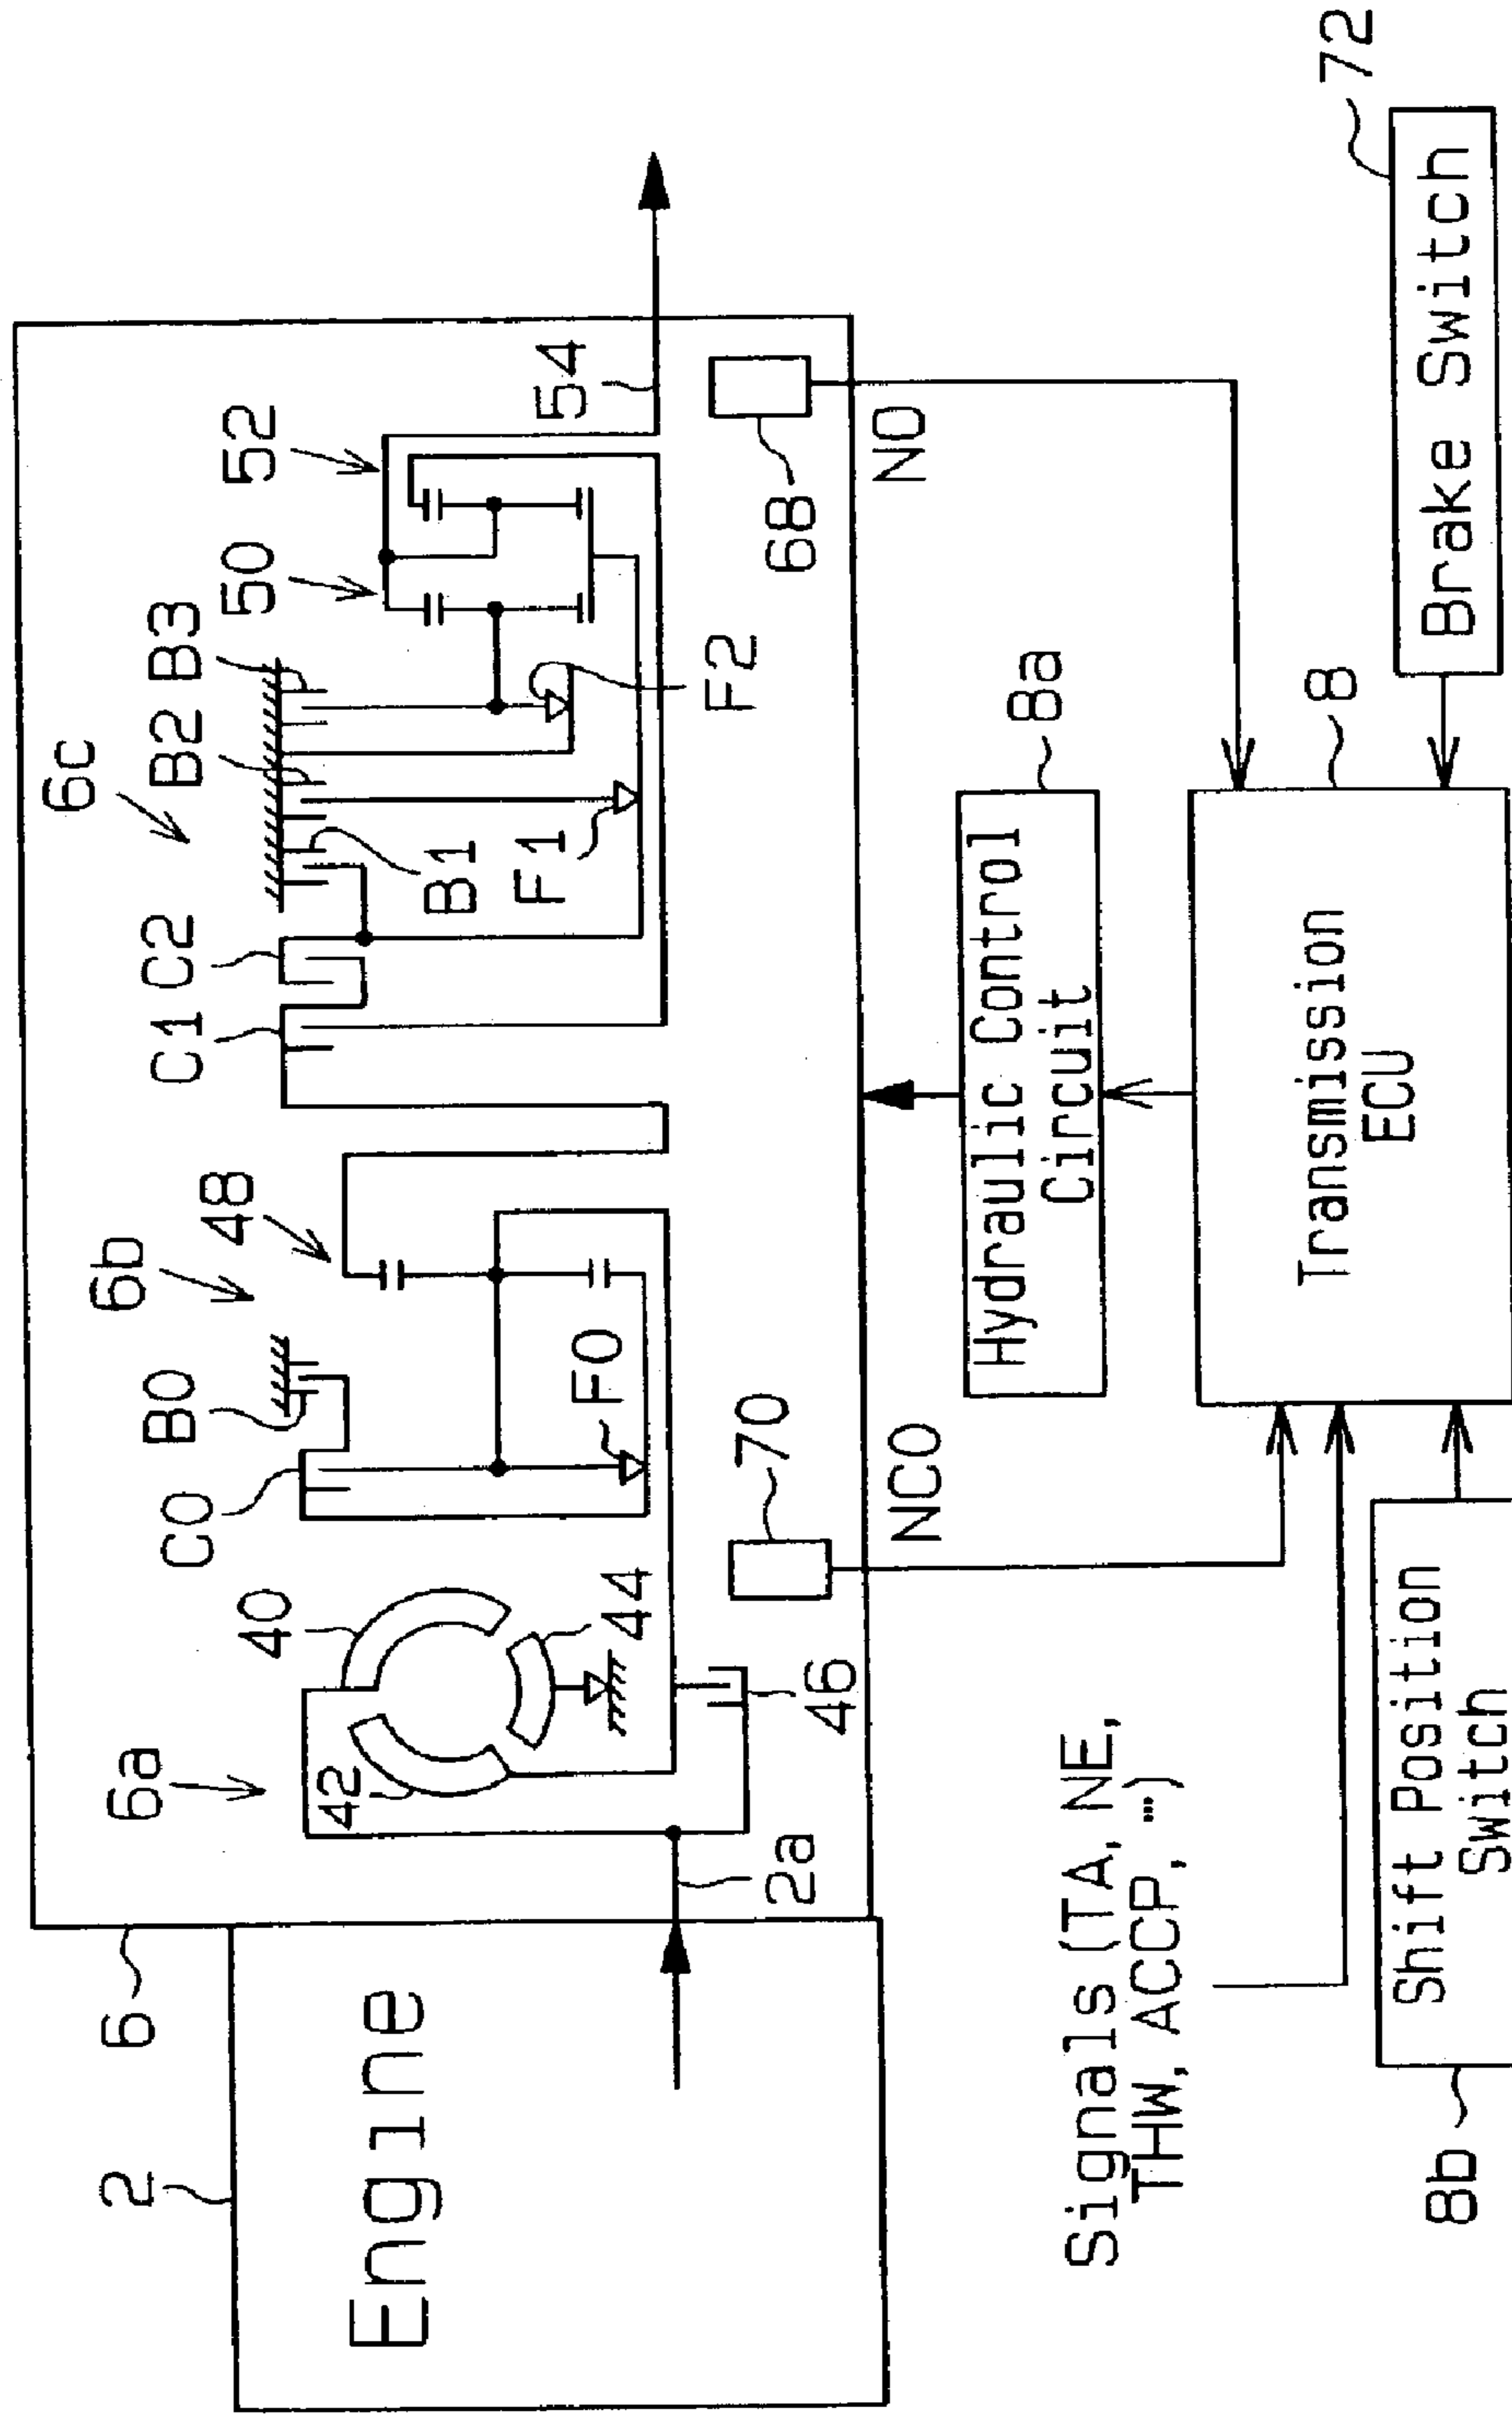 6c
52
50
B3
B2
C2
C1
6b
48
B0
C0
40
6a
6
2
54
F2
B1
F1
F0
44
42
46
2a
Engine
68
70
N0
NC0
8a
Hydraulic Control
Circuit
8
Transmission
ECU
72
Brake Switch
Signals (TA, NE,
THW, ACCP, …)
Shift Position
Switch
8b